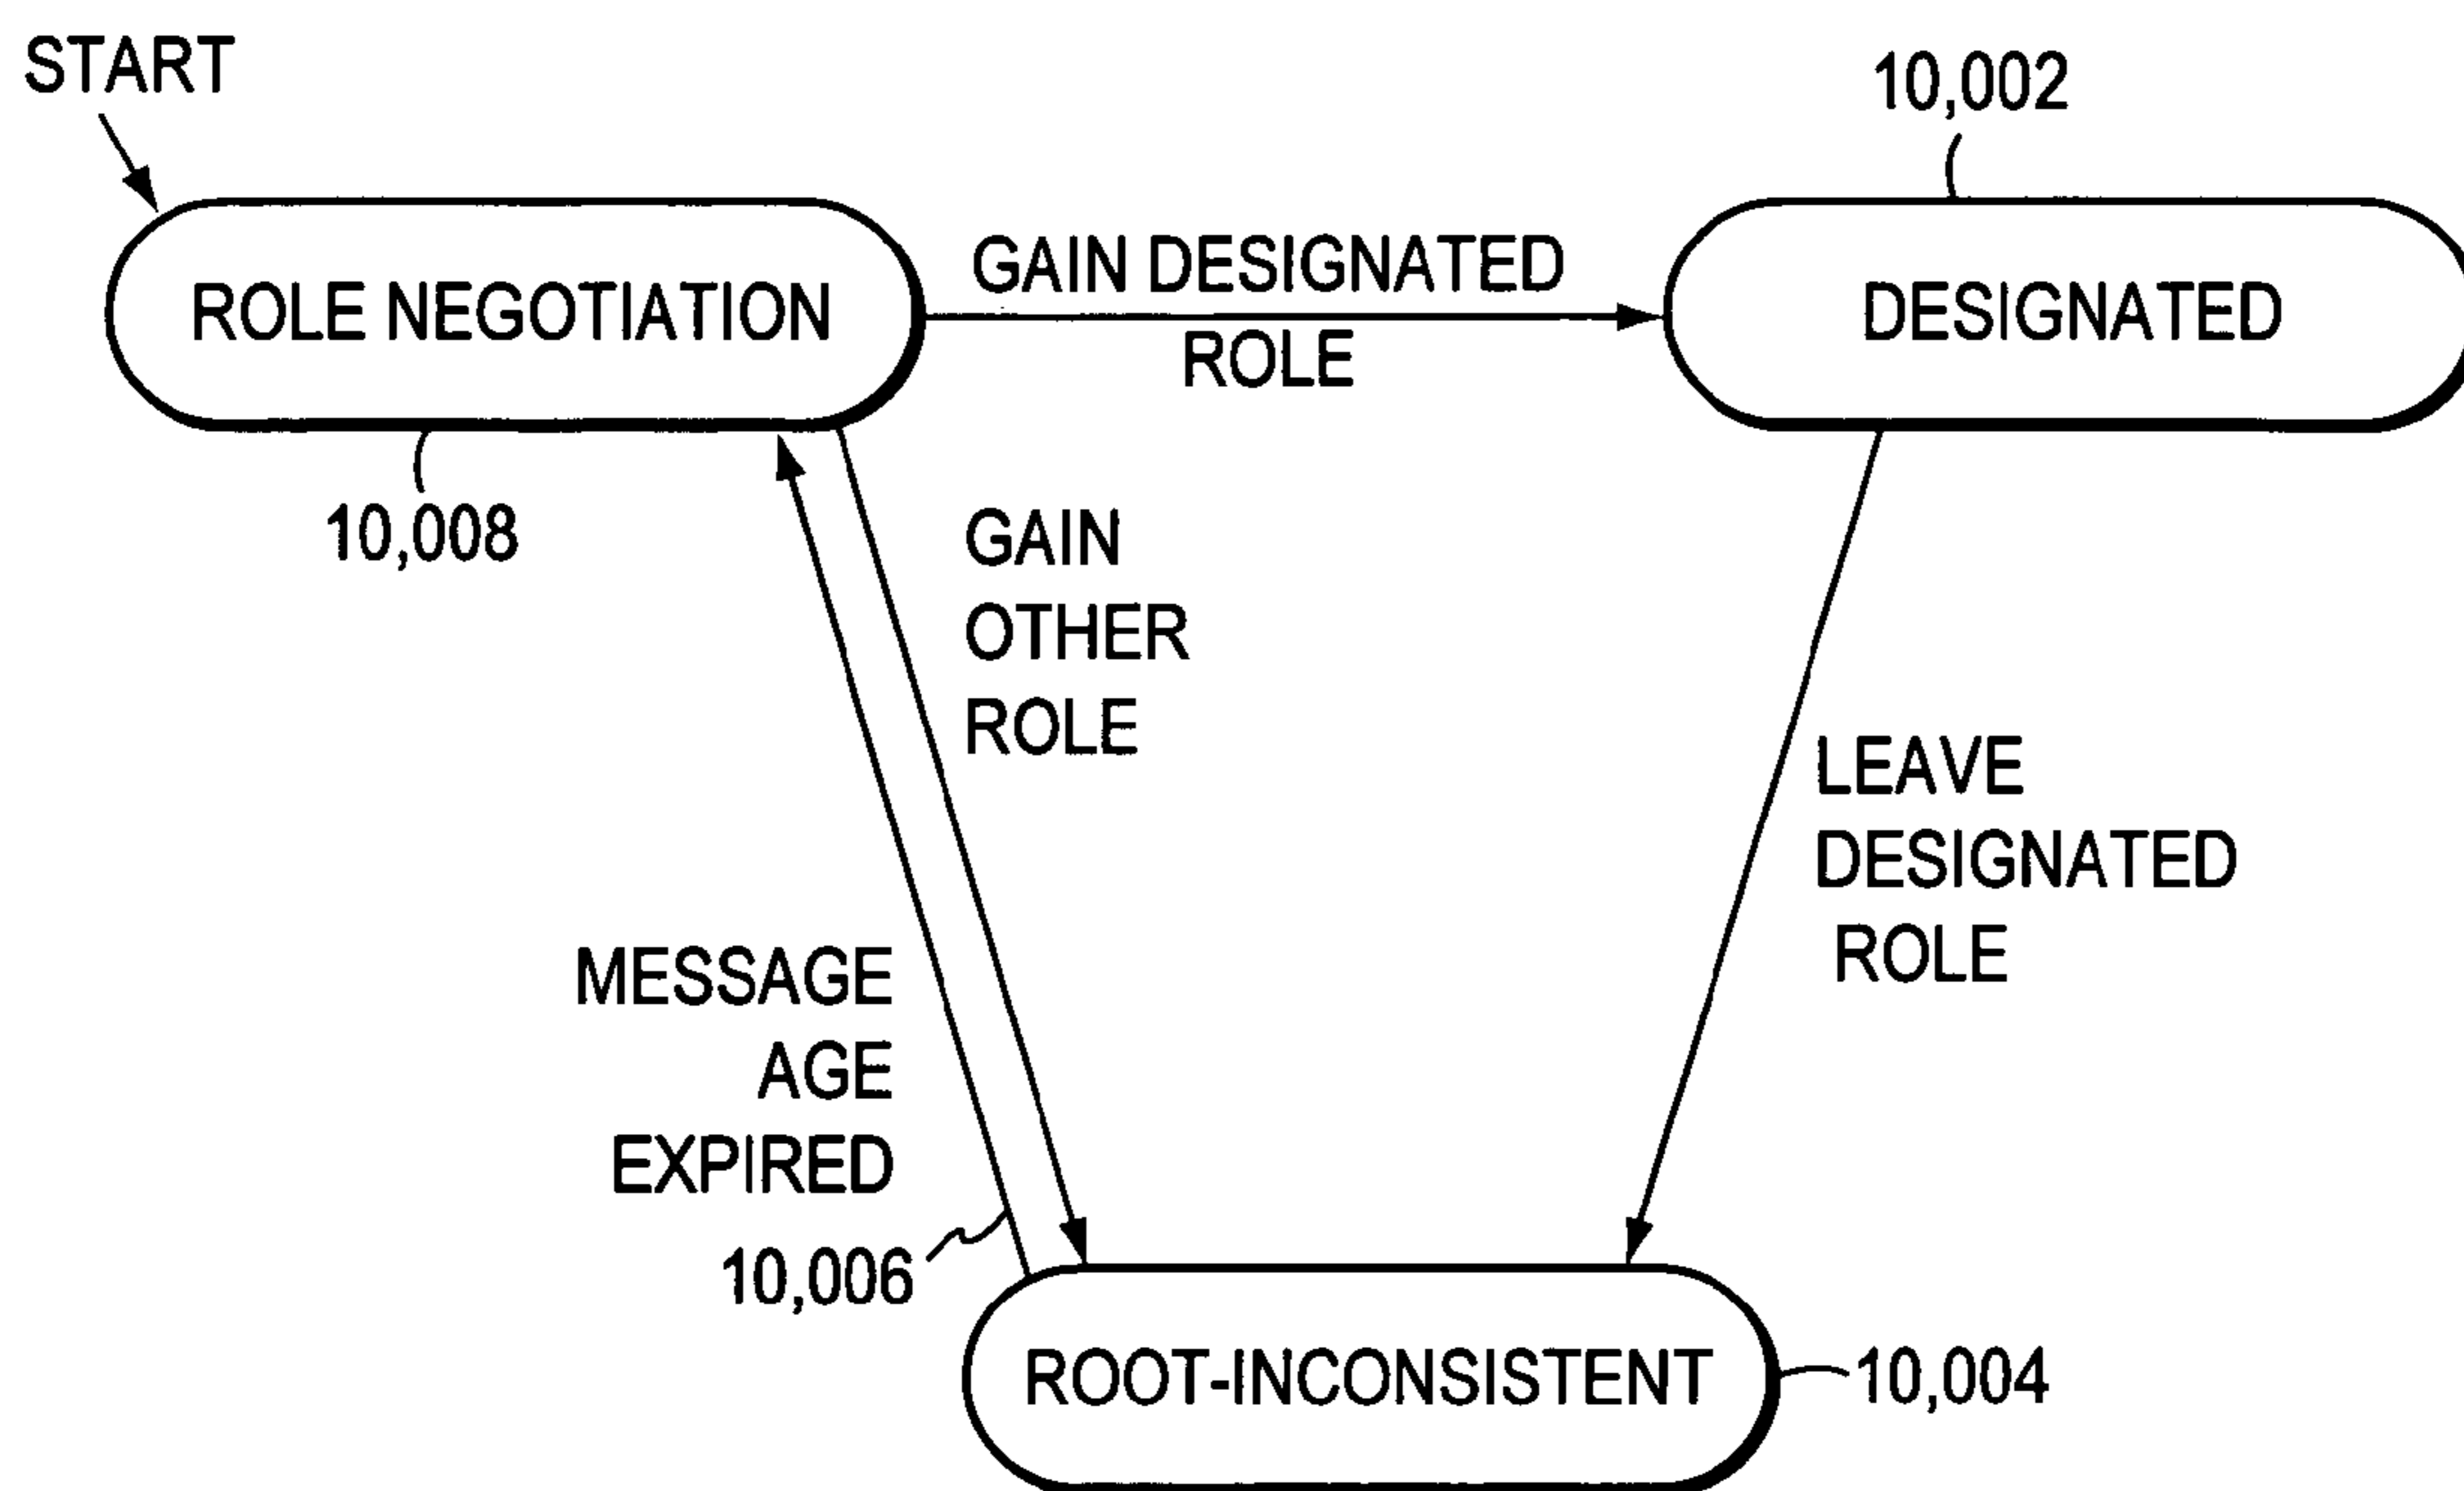 START
10,002
ROLE NEGOTIATION
GAIN DESIGNATED
ROLE
DESIGNATED
10,008
GAIN
OTHER
ROLE
LEAVE
DESIGNATED
ROLE
MESSAGE
AGE
EXPIRED
10,006
ROOT-INCONSISTENT
10,004